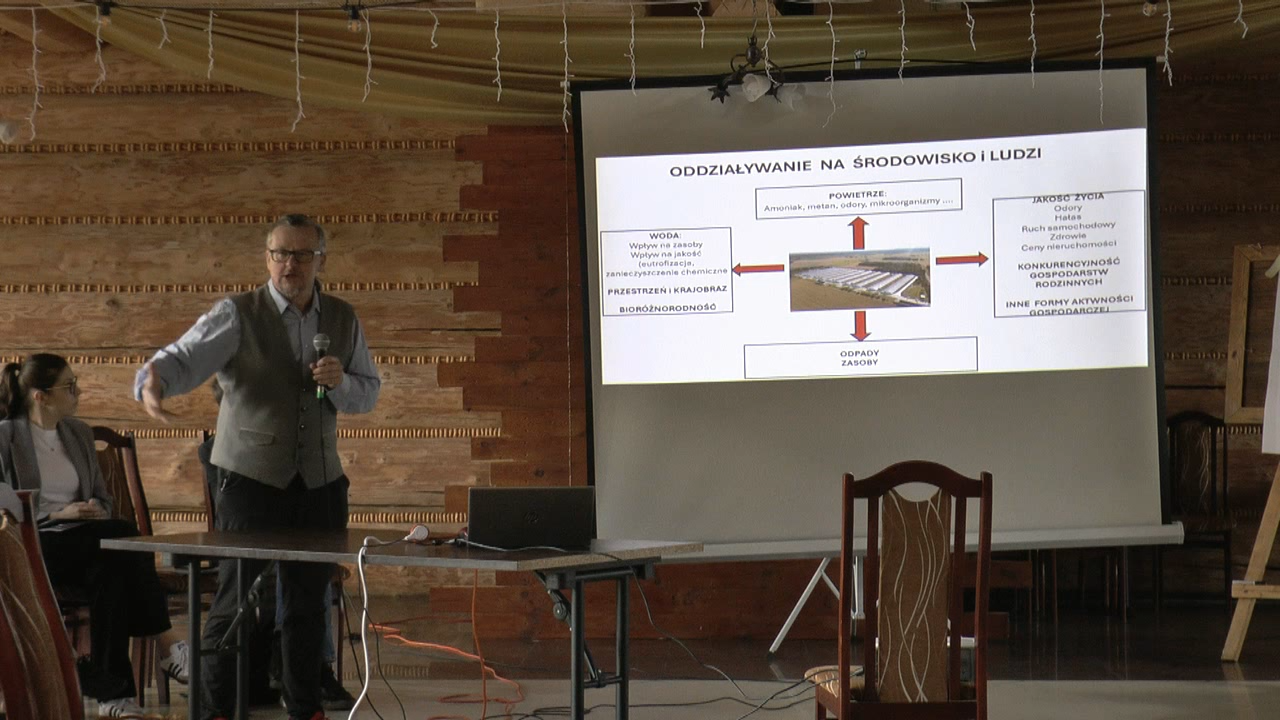 ODDZIAŁYWANIE NA ŚRODOWISKO i LUDZI
POWIETRZE:
Amoniak, metan, odory, mikroorganizmy ....
WODA:
Wpływ na zasoby
Wpływ na jakość
(eutrofizacja,
zanieczyszczenie chemiczne
PRZESTRZEŃ i KRAJOBRAZ
BIORÓŻNORODNOŚĆ
JAKOŚĆ ŻYCIA
Odory
Hałas
Ruch samochodowy
Zdrowie
Ceny nieruchomości
KONKURENCYJNOŚĆ
GOSPODARSTW
RODZINNYCH
INNE FORMY AKTYWNOŚCI
GOSPODARCZEJ
ODPADY
ZASOBY